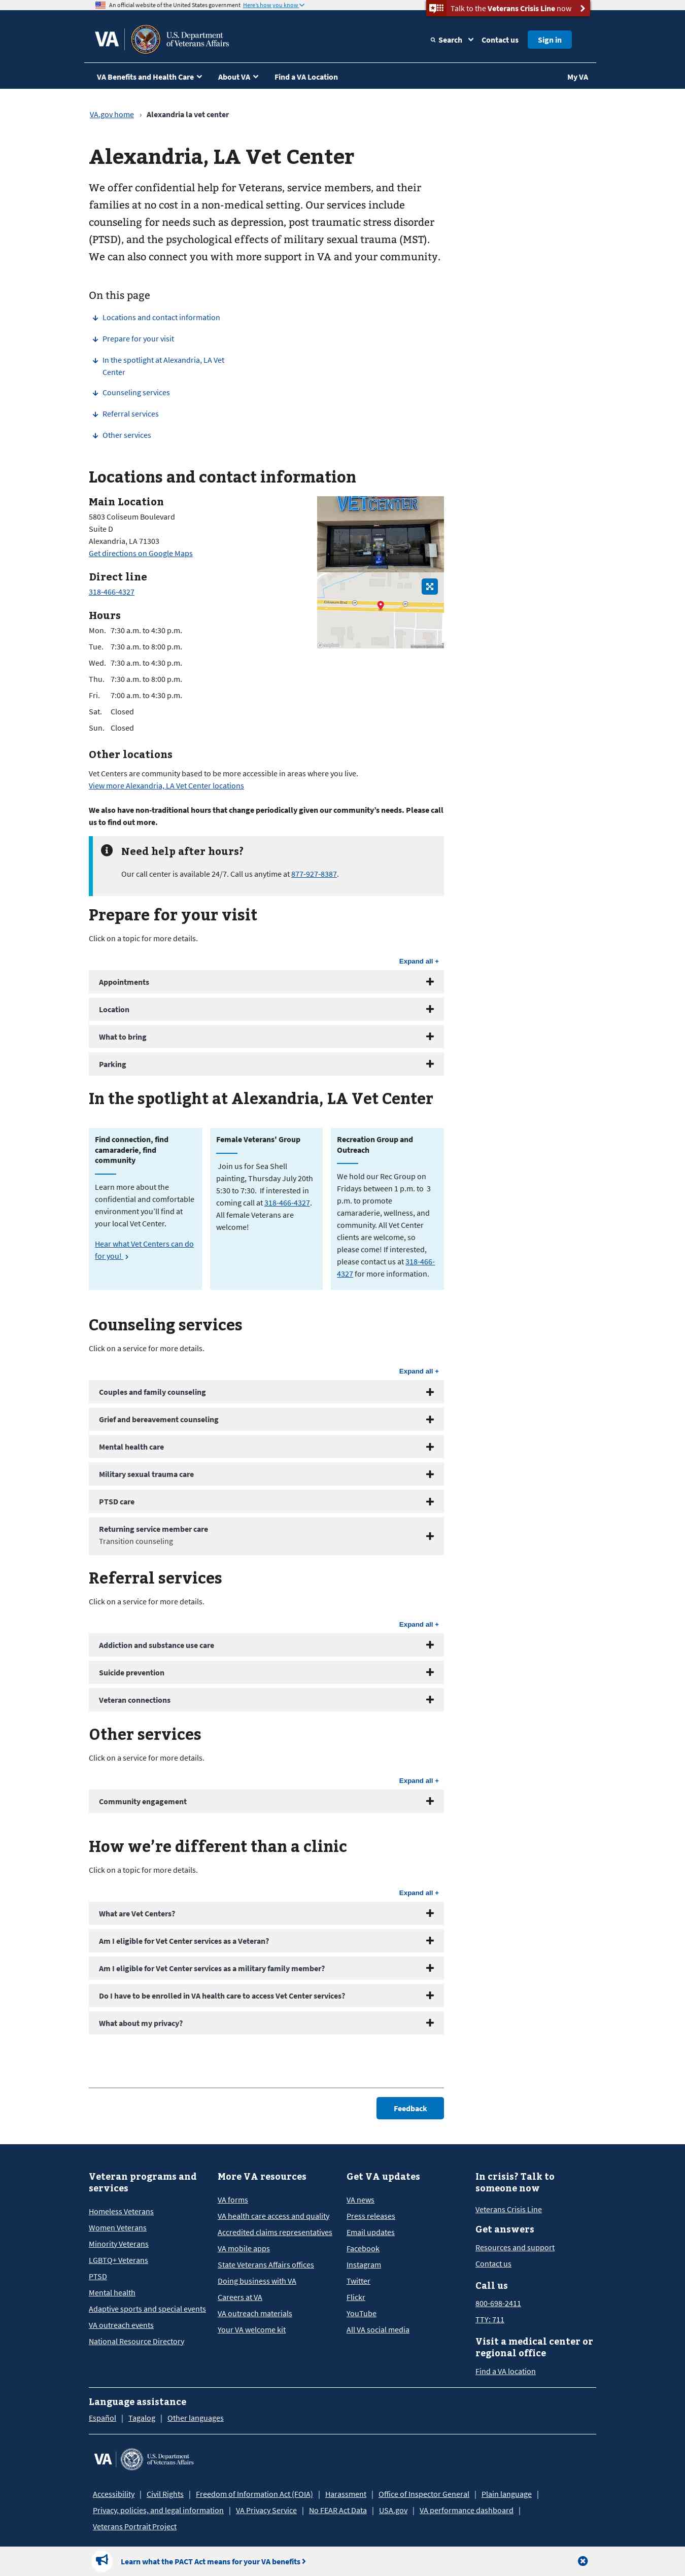 An official website of the United States government Here's how you know
Talk to the Veterans Crisis Line now
VA
U.S. Department
of Veterans Affairs
Search
Contact us
Sign in
VA Benefits and Health Care
About VA
Find a VA Location
My VA
VA.gov home › Alexandria la vet center
Alexandria, LA Vet Center
We offer confidential help for Veterans, service members, and their
families at no cost in a non-medical setting. Our services include
counseling for needs such as depression, post traumatic stress disorder
(PTSD), and the psychological effects of military sexual trauma (MST).
We can also connect you with more support in VA and your community.
On this page
Locations and contact information
Prepare for your visit
In the spotlight at Alexandria, LA Vet
Center
Counseling services
Referral services
Other services
Locations and contact information
Main Location
5803 Coliseum Boulevard
Suite D
Alexandria, LA 71303
Get directions on Google Maps
VET CENTER
Direct line
318-466-4327
Hours
Mon. 7:30 a.m. to 4:30 p.m.
Tue. 7:30 a.m. to 8:00 p.m.
Wed. 7:30 a.m. to 4:30 p.m.
Thu. 7:30 a.m. to 8:00 p.m.
Fri. 7:00 a.m. to 4:30 p.m.
Sat. Closed
Sun. Closed
Other locations
Vet Centers are community based to be more accessible in areas where you live.
View more Alexandria, LA Vet Center locations
We also have non-traditional hours that change periodically given our community's needs. Please call
us to find out more.
Need help after hours?
Our call center is available 24/7. Call us anytime at 877-927-8387.
Prepare for your visit
Click on a topic for more details.
Expand all +
Appointments
Location
What to bring
Parking
In the spotlight at Alexandria, LA Vet Center
Find connection, find
camaraderie, find
community
Learn more about the
confidential and comfortable
environment you'll find at
your local Vet Center.
Hear what Vet Centers can do
for you!
Female Veterans' Group
Join us for Sea Shell
painting, Thursday July 20th
5:30 to 7:30. If interested in
coming call at 318-466-4327.
All female Veterans are
welcome!
Recreation Group and
Outreach
We hold our Rec Group on
Fridays between 1 p.m. to 3
p.m. to promote
camaraderie, wellness, and
community. All Vet Center
clients are welcome, so
please come! If interested,
please contact us at 318-466-
4327 for more information.
Counseling services
Click on a service for more details.
Expand all +
Couples and family counseling
Grief and bereavement counseling
Mental health care
Military sexual trauma care
PTSD care
Returning service member care
Transition counseling
Referral services
Click on a service for more details.
Expand all +
Addiction and substance use care
Suicide prevention
Veteran connections
Other services
Click on a service for more details.
Expand all +
Community engagement
How we're different than a clinic
Click on a topic for more details.
Expand all +
What are Vet Centers?
Am I eligible for Vet Center services as a Veteran?
Am I eligible for Vet Center services as a military family member?
Do I have to be enrolled in VA health care to access Vet Center services?
What about my privacy?
Feedback
Veteran programs and
services
Homeless Veterans
Women Veterans
Minority Veterans
LGBTQ+ Veterans
PTSD
Mental health
Adaptive sports and special events
VA outreach events
National Resource Directory
More VA resources
VA forms
VA health care access and quality
Accredited claims representatives
VA mobile apps
State Veterans Affairs offices
Doing business with VA
Careers at VA
VA outreach materials
Your VA welcome kit
Get VA updates
VA news
Press releases
Email updates
Facebook
Instagram
Twitter
Flickr
YouTube
All VA social media
In crisis? Talk to
someone now
Veterans Crisis Line
Get answers
Resources and support
Contact us
Call us
800-698-2411
TTY: 711
Visit a medical center or
regional office
Find a VA location
Language assistance
Español | Tagalog | Other languages
VA
U.S. Department
of Veterans Affairs
Accessibility | Civil Rights | Freedom of Information Act (FOIA) | Harassment | Office of Inspector General | Plain language |
Privacy, policies, and legal information | VA Privacy Service | No FEAR Act Data | USA.gov | VA performance dashboard |
Veterans Portrait Project
Learn what the PACT Act means for your VA benefits